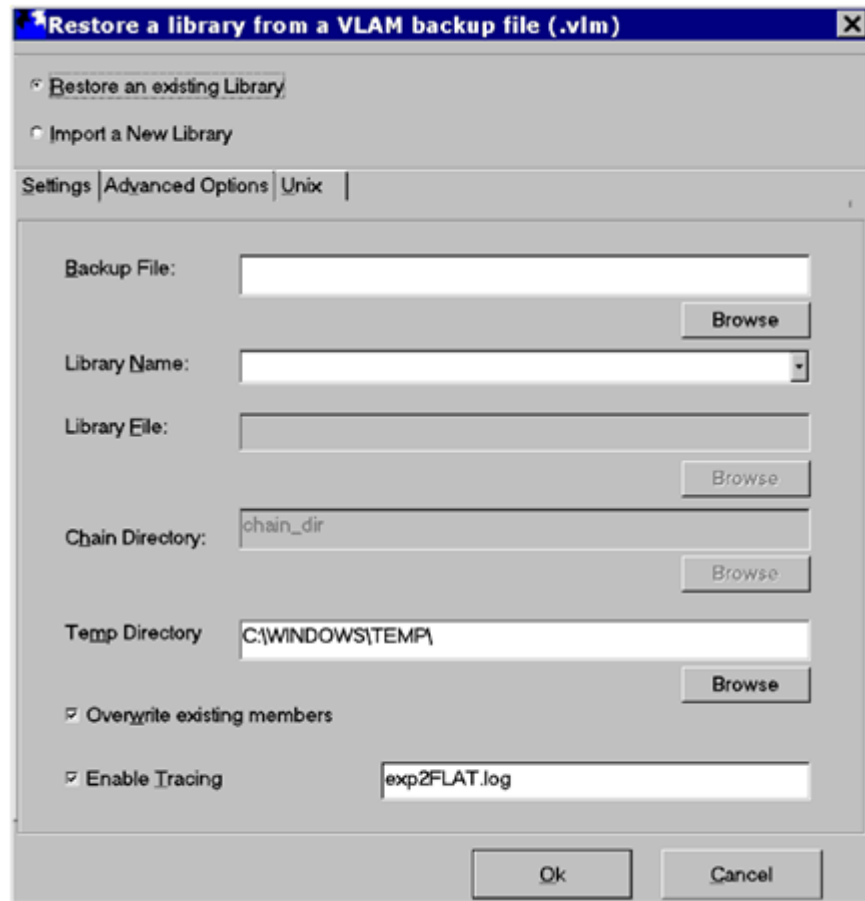 Restore a library from a VLAM backup file (.vlm)
Restore an existing Library
Import a New Library
Settings Advanced Options Unix
Backup File:
Browse
Library Name:
Library File:
Browse
Chain Directory: chain_dir
Browse
Temp Directory C:\WINDOWS\TEMP\
Browse
Overwrite existing members
Enable Tracing exp2FLAT.log
Ok Cancel